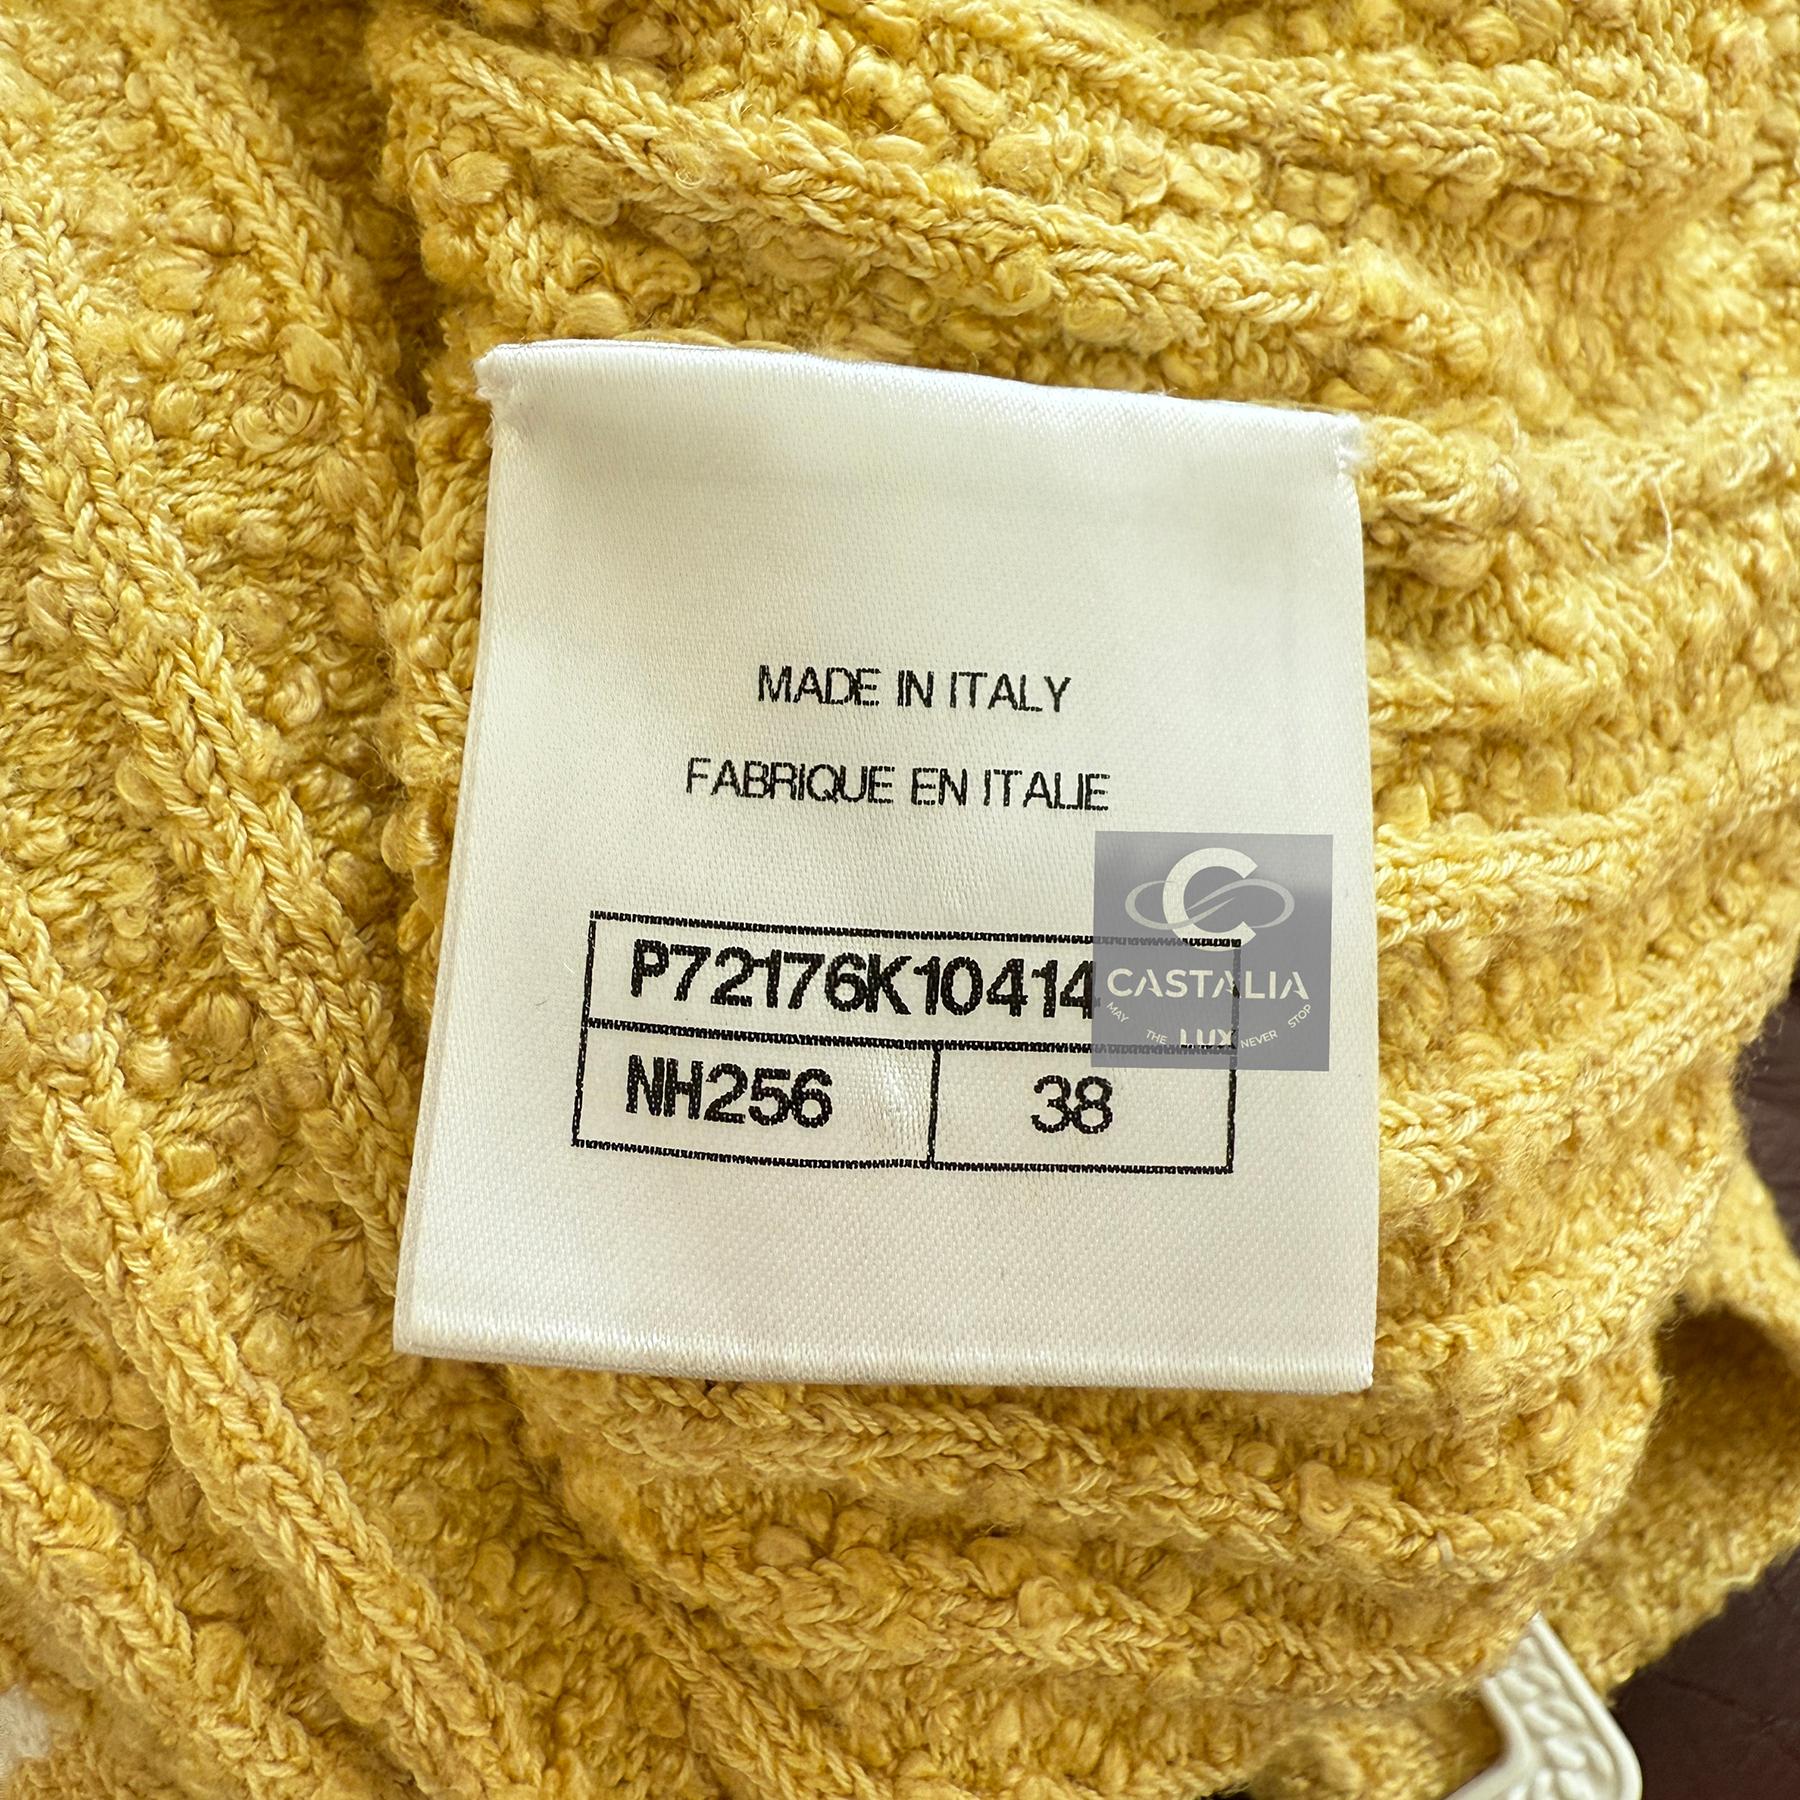 MADE IN ITALY
FABRIQUE EN ITALIE
P72176K10414
NH256
38
C
CASTALIA
MAY THE LUX NEVER STOP